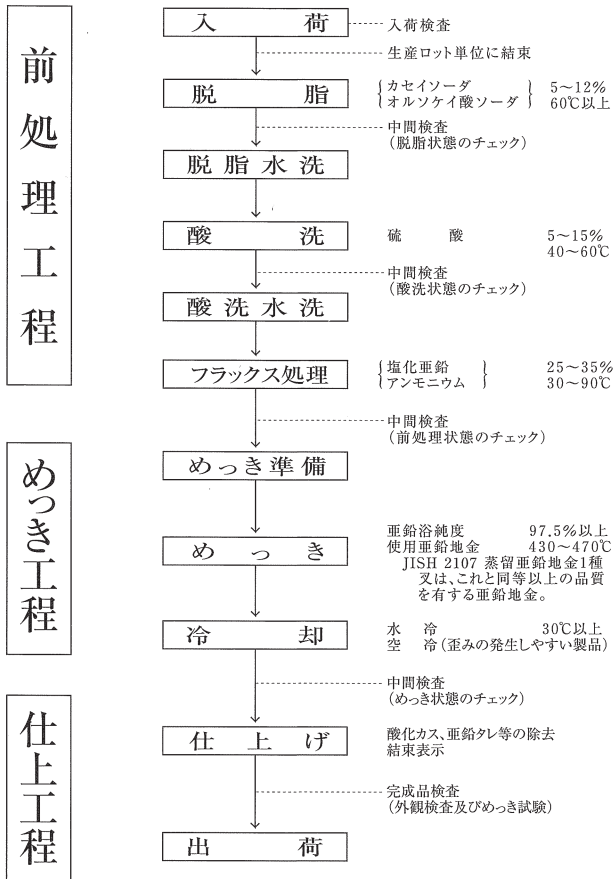 前処理工程
入荷
入荷検査
生産ロット単位に結束
脱脂
カセイソーダ 5~12%
オルソケイ酸ソーダ 60℃以上
中間検査
(脱脂状態のチェック)
脱脂水洗
酸洗
硫酸 5~15%
40~60℃
中間検査
(酸洗状態のチェック)
酸洗水洗
フラックス処理
塩化亜鉛 25~35%
アンモニウム 30~90℃
中間検査
(前処理状態のチェック)
めっき工程
めっき準備
めっき
亜鉛浴純度 97.5%以上
使用亜鉛地金 430~470℃
JISH 2107 蒸留亜鉛地金1種
叉は、これと同等以上の品質
を有する亜鉛地金。
冷却
水冷 30℃以上
空冷(歪みの発生しやすい製品)
中間検査
(めっき状態のチェック)
仕上工程
仕上げ
酸化カス、亜鉛タレ等の除去
結束表示
完成品検査
(外観検査及びめっき試験)
出荷